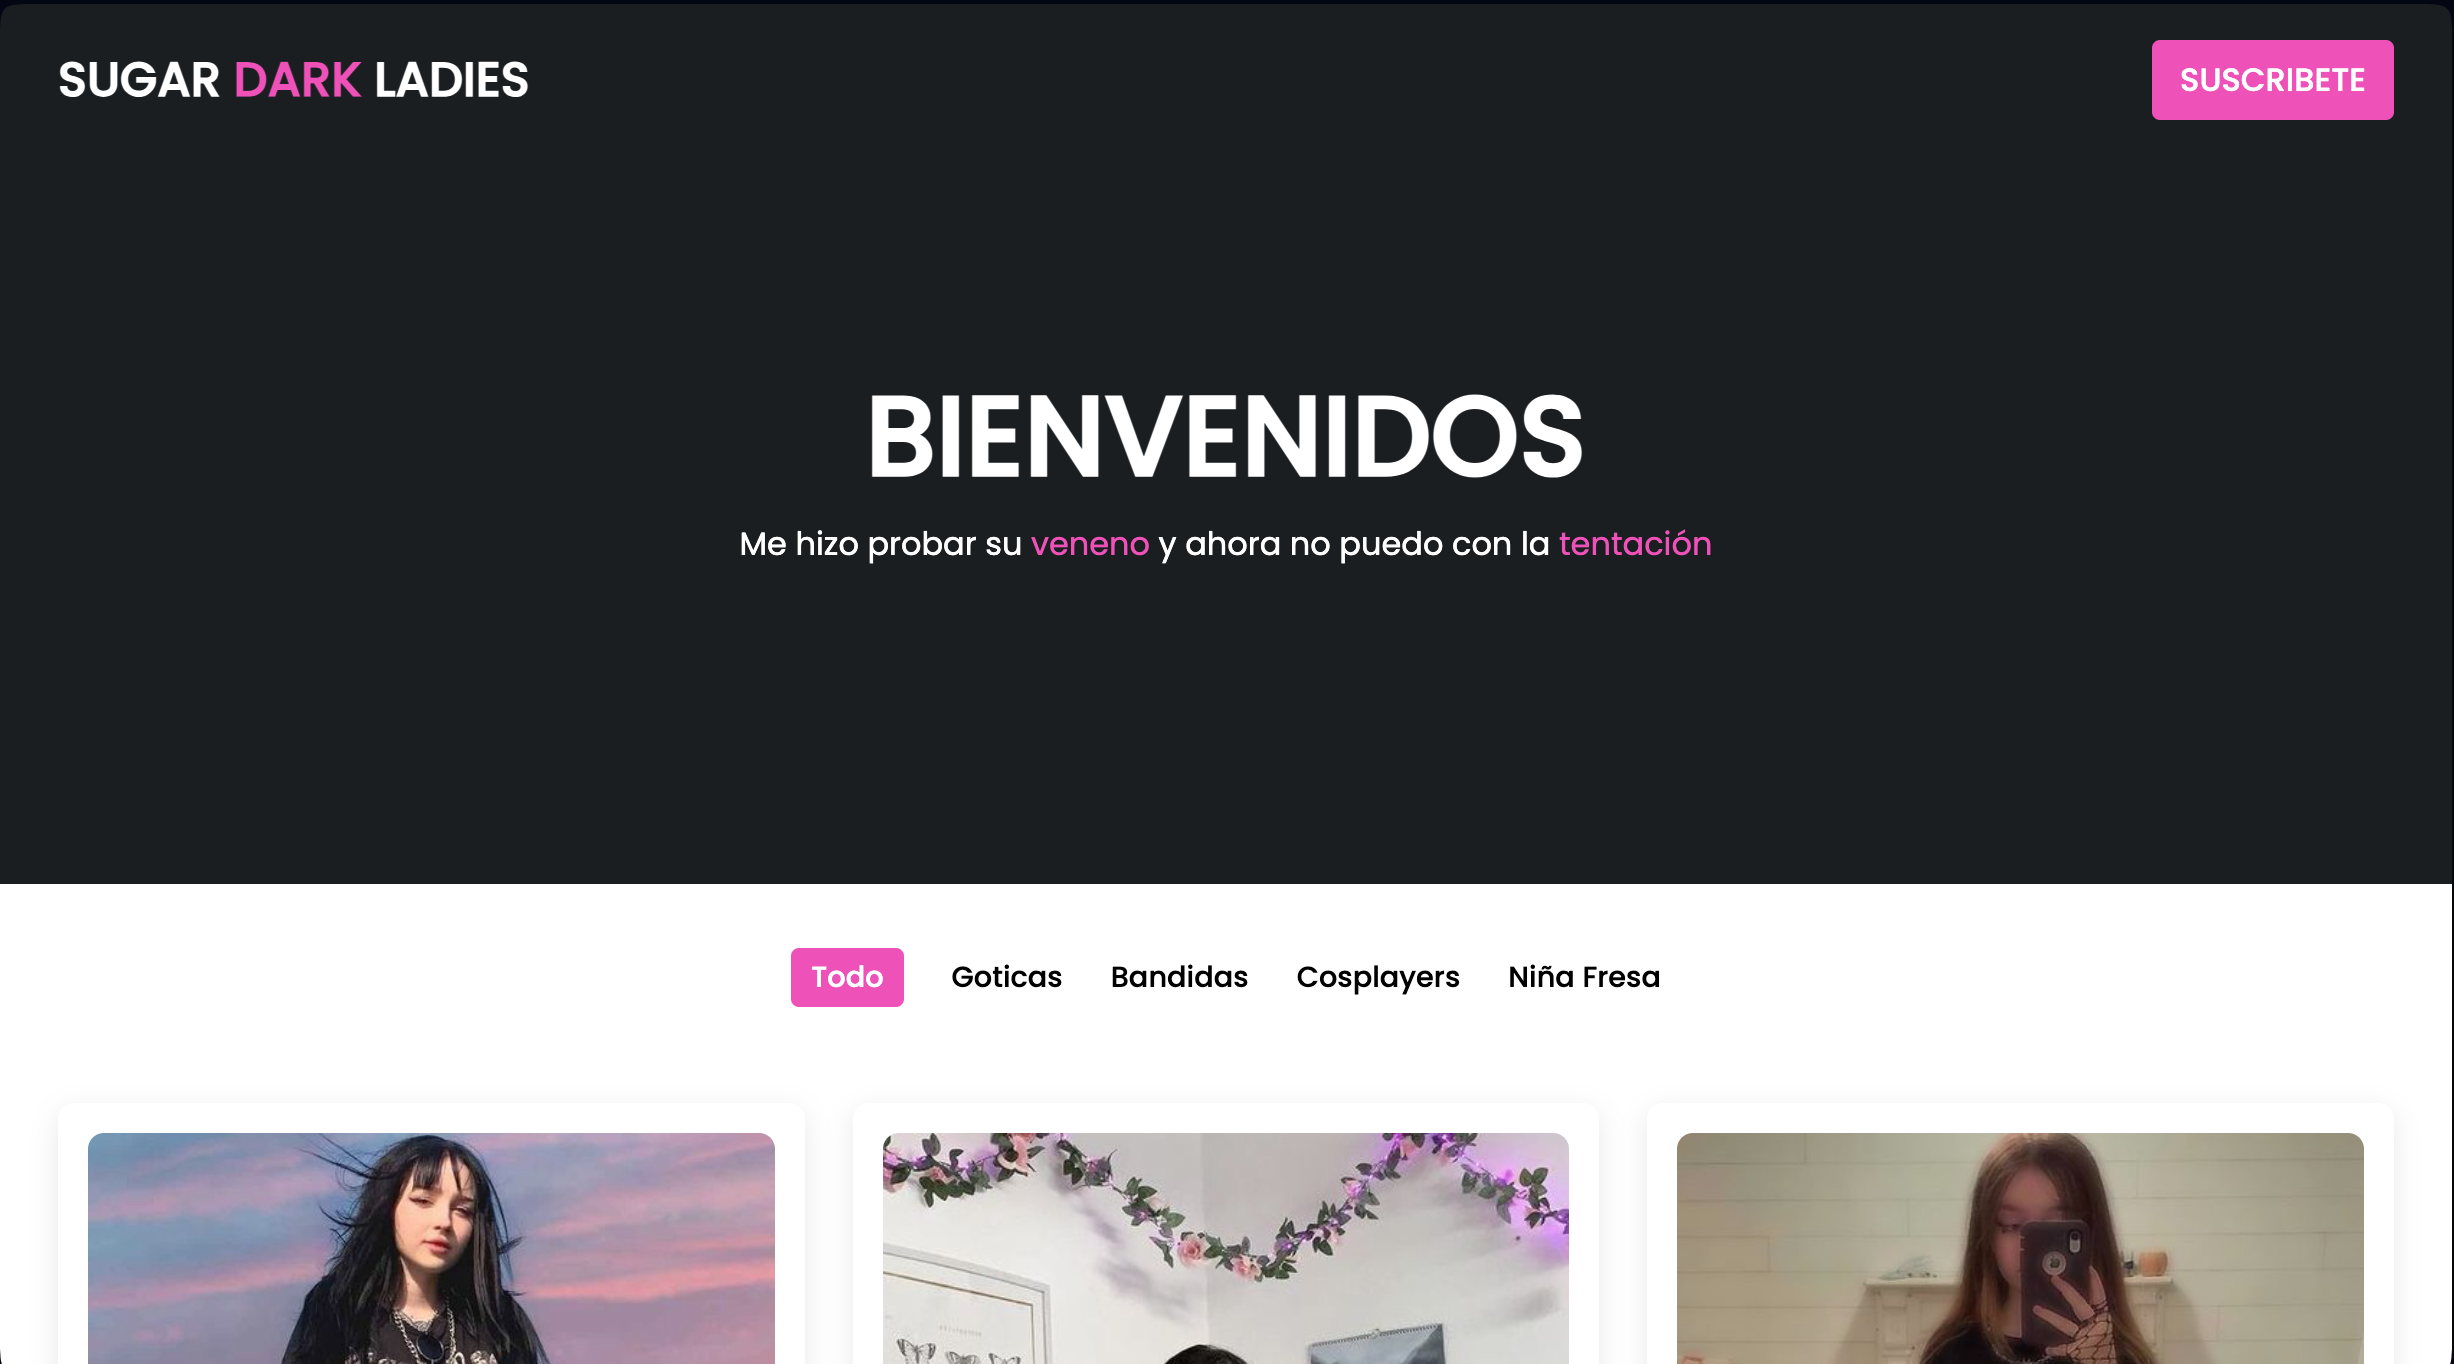 SUGAR DARK LADIES
SUSCRIBETE
BIENVENIDOS
Me hizo probar su veneno y ahora no puedo con la tentación
Todo
Goticas
Bandidas
Cosplayers
Niña Fresa